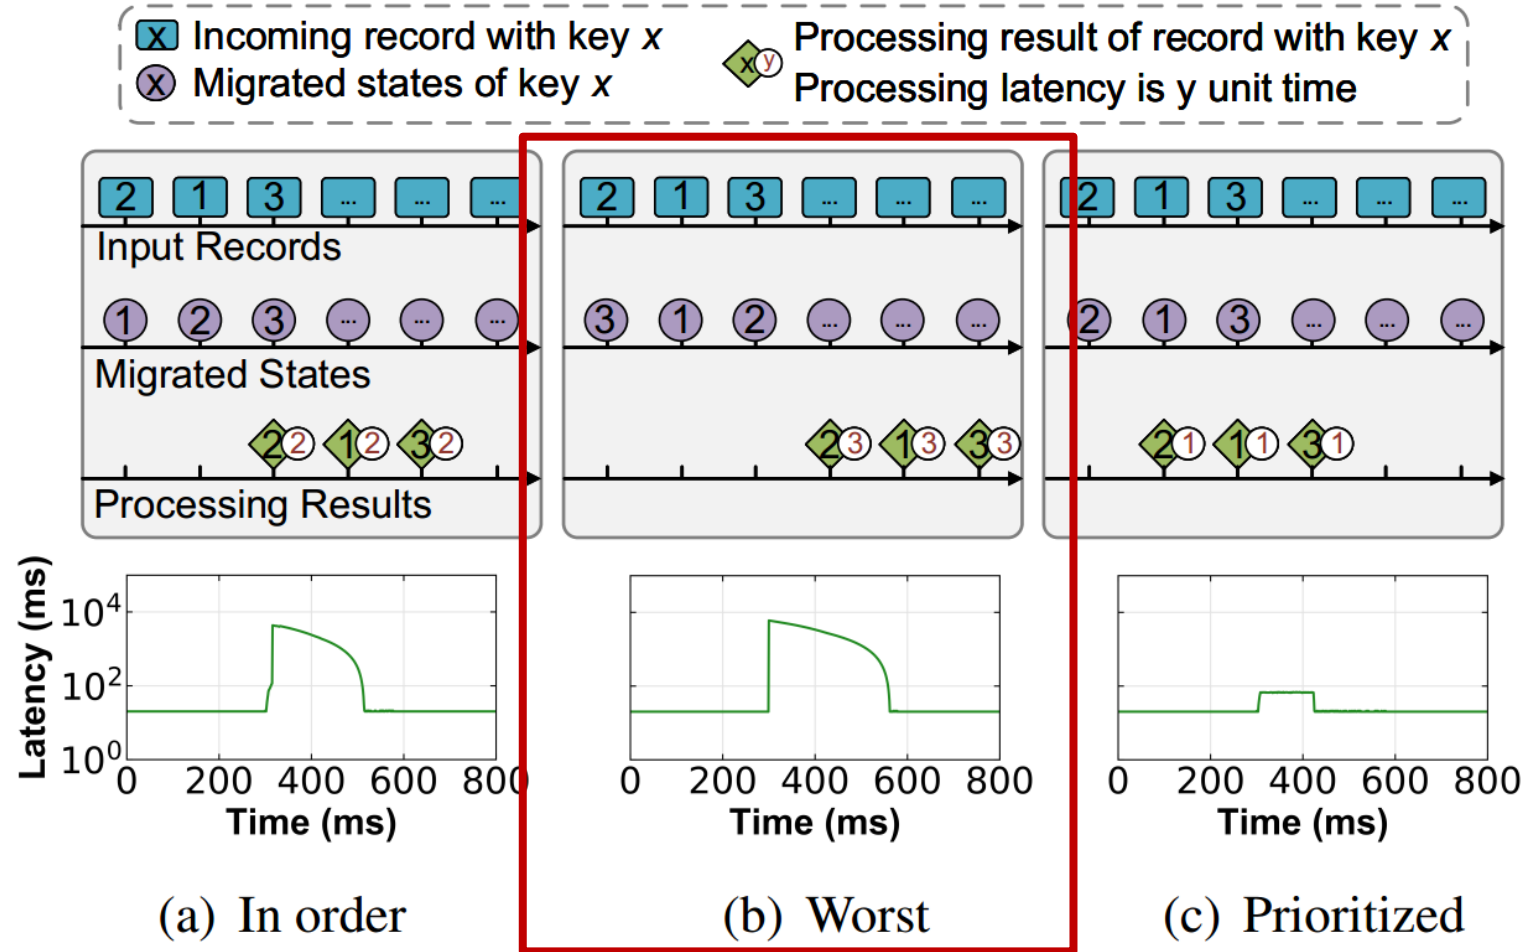 x Incoming record with key x
x Migrated states of key x
x y Processing result of record with key x
Processing latency is y unit time
2 1 3 ... ... ...
Input Records
1 2 3 ... ... ...
Migrated States
2 2 1 2 3 2
Processing Results
2 1 3 ... ... ...
3 1 2 ... ... ...
2 3 1 3 3 3
2 1 3 ... ... ...
2 1 3 ... ... ...
2 1 1 1 3 1
Latency (ms)
10^4
10^2
10^0
0 200 400 600 800
Time (ms)
0 200 400 600 800
Time (ms)
0 200 400 600 800
Time (ms)
(a) In order
(b) Worst
(c) Prioritized